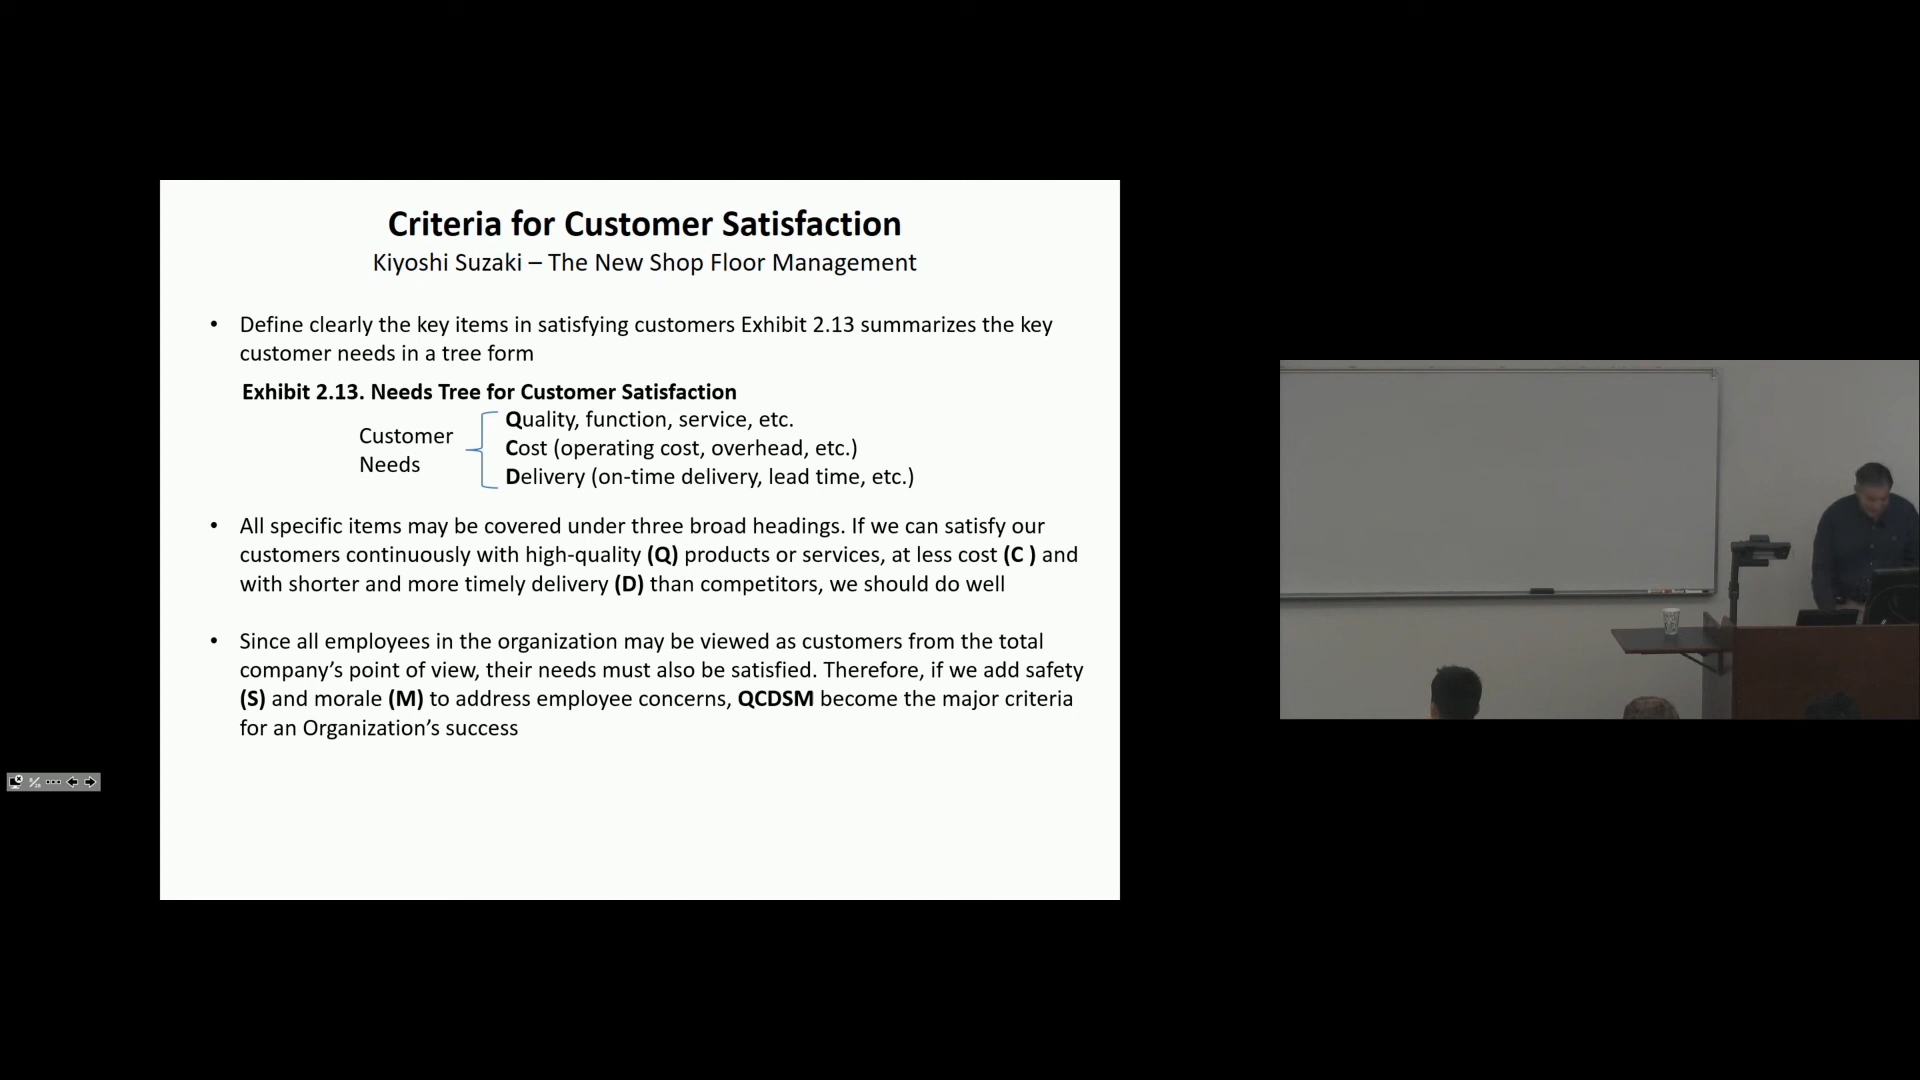 Criteria for Customer Satisfaction
Kiyoshi Suzaki – The New Shop Floor Management
• Define clearly the key items in satisfying customers Exhibit 2.13 summarizes the key
customer needs in a tree form
Exhibit 2.13. Needs Tree for Customer Satisfaction
Customer
Needs
Quality, function, service, etc.
Cost (operating cost, overhead, etc.)
Delivery (on-time delivery, lead time, etc.)
• All specific items may be covered under three broad headings. If we can satisfy our
customers continuously with high-quality (Q) products or services, at less cost (C ) and
with shorter and more timely delivery (D) than competitors, we should do well
• Since all employees in the organization may be viewed as customers from the total
company’s point of view, their needs must also be satisfied. Therefore, if we add safety
(S) and morale (M) to address employee concerns, QCDSM become the major criteria
for an Organization’s success